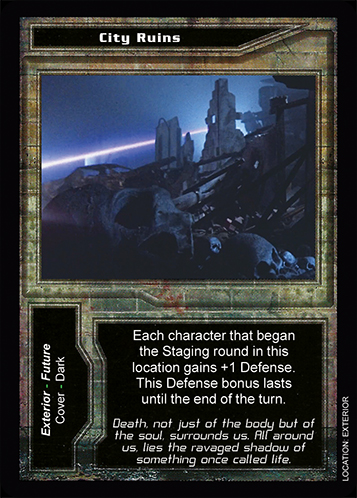 City Ruins
Each character that began
the Staging round in this
location gains +1 Defense.
This Defense bonus lasts
until the end of the turn.
Death, not just of the body but of
the soul, surrounds us. All around
us, lies the ravaged shadow of
something once called life.
Exterior - Future
Cover - Dark
LOCATION: EXTERIOR